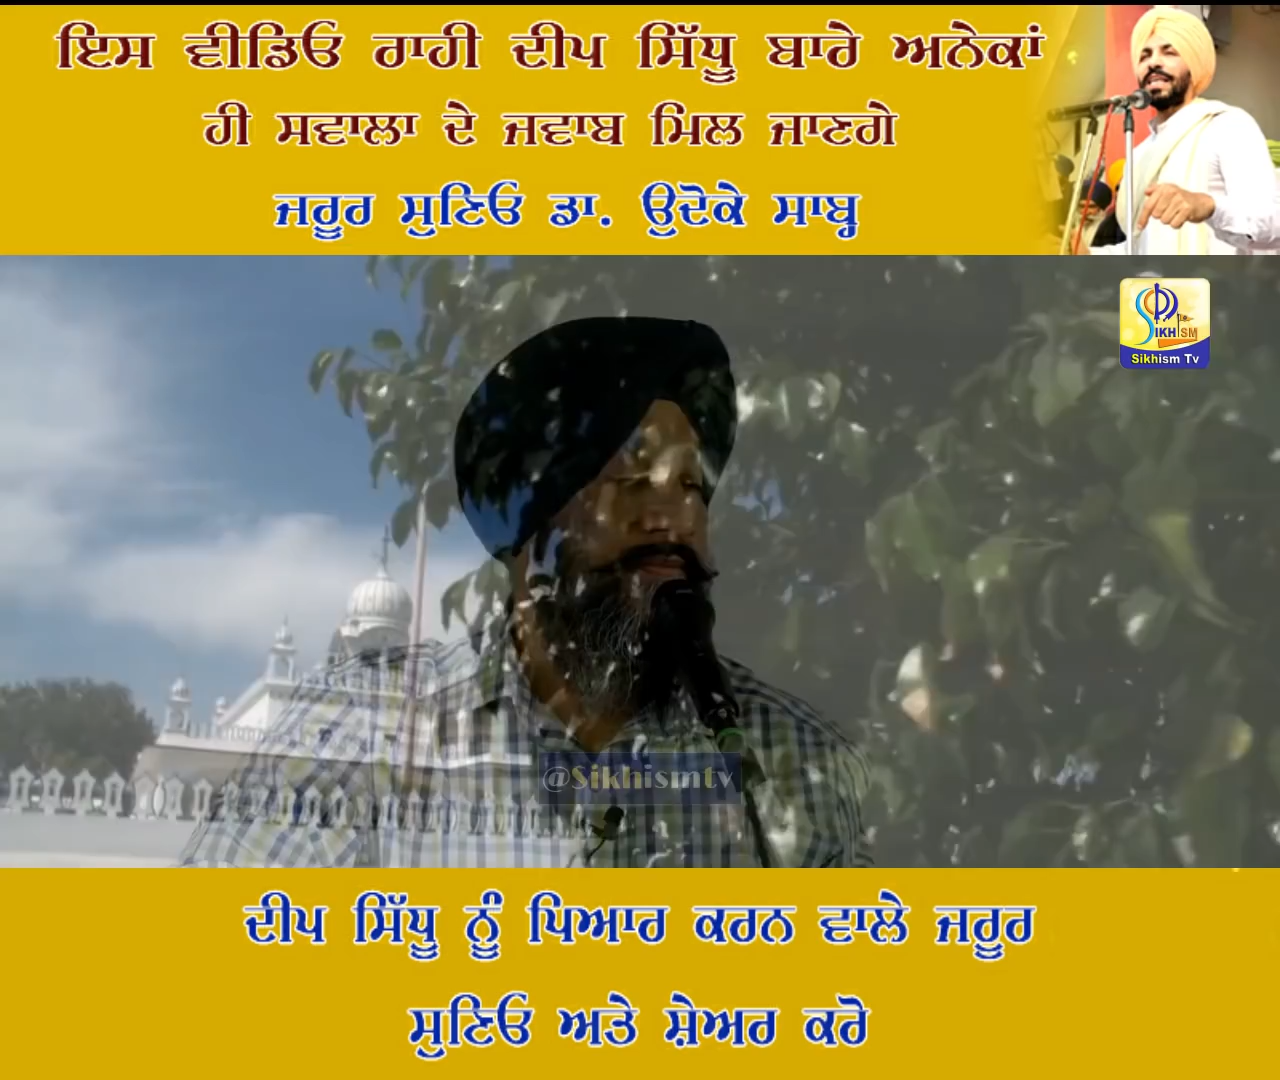 ਇਸ ਵੀਡਿਓ ਰਾਹੀ ਦੀਪ ਸਿੱਧੂ ਬਾਰੇ ਅਨੇਕਾਂ
ਹੀ ਸਵਾਲਾ ਦੇ ਜਵਾਬ ਮਿਲ ਜਾਣਗੇ
ਜਰੂਰ ਸੁਣਿਓ ਡਾ. ਉਦੋਕੇ ਸਾਬ੍ਹ
SIKHISM
Sikhism Tv
@Sikhismtv
ਦੀਪ ਸਿੱਧੂ ਨੂੰ ਪਿਆਰ ਕਰਨ ਵਾਲੇ ਜਰੂਰ
ਸੁਣਿਓ ਅਤੇ ਸ਼ੇਅਰ ਕਰੋ